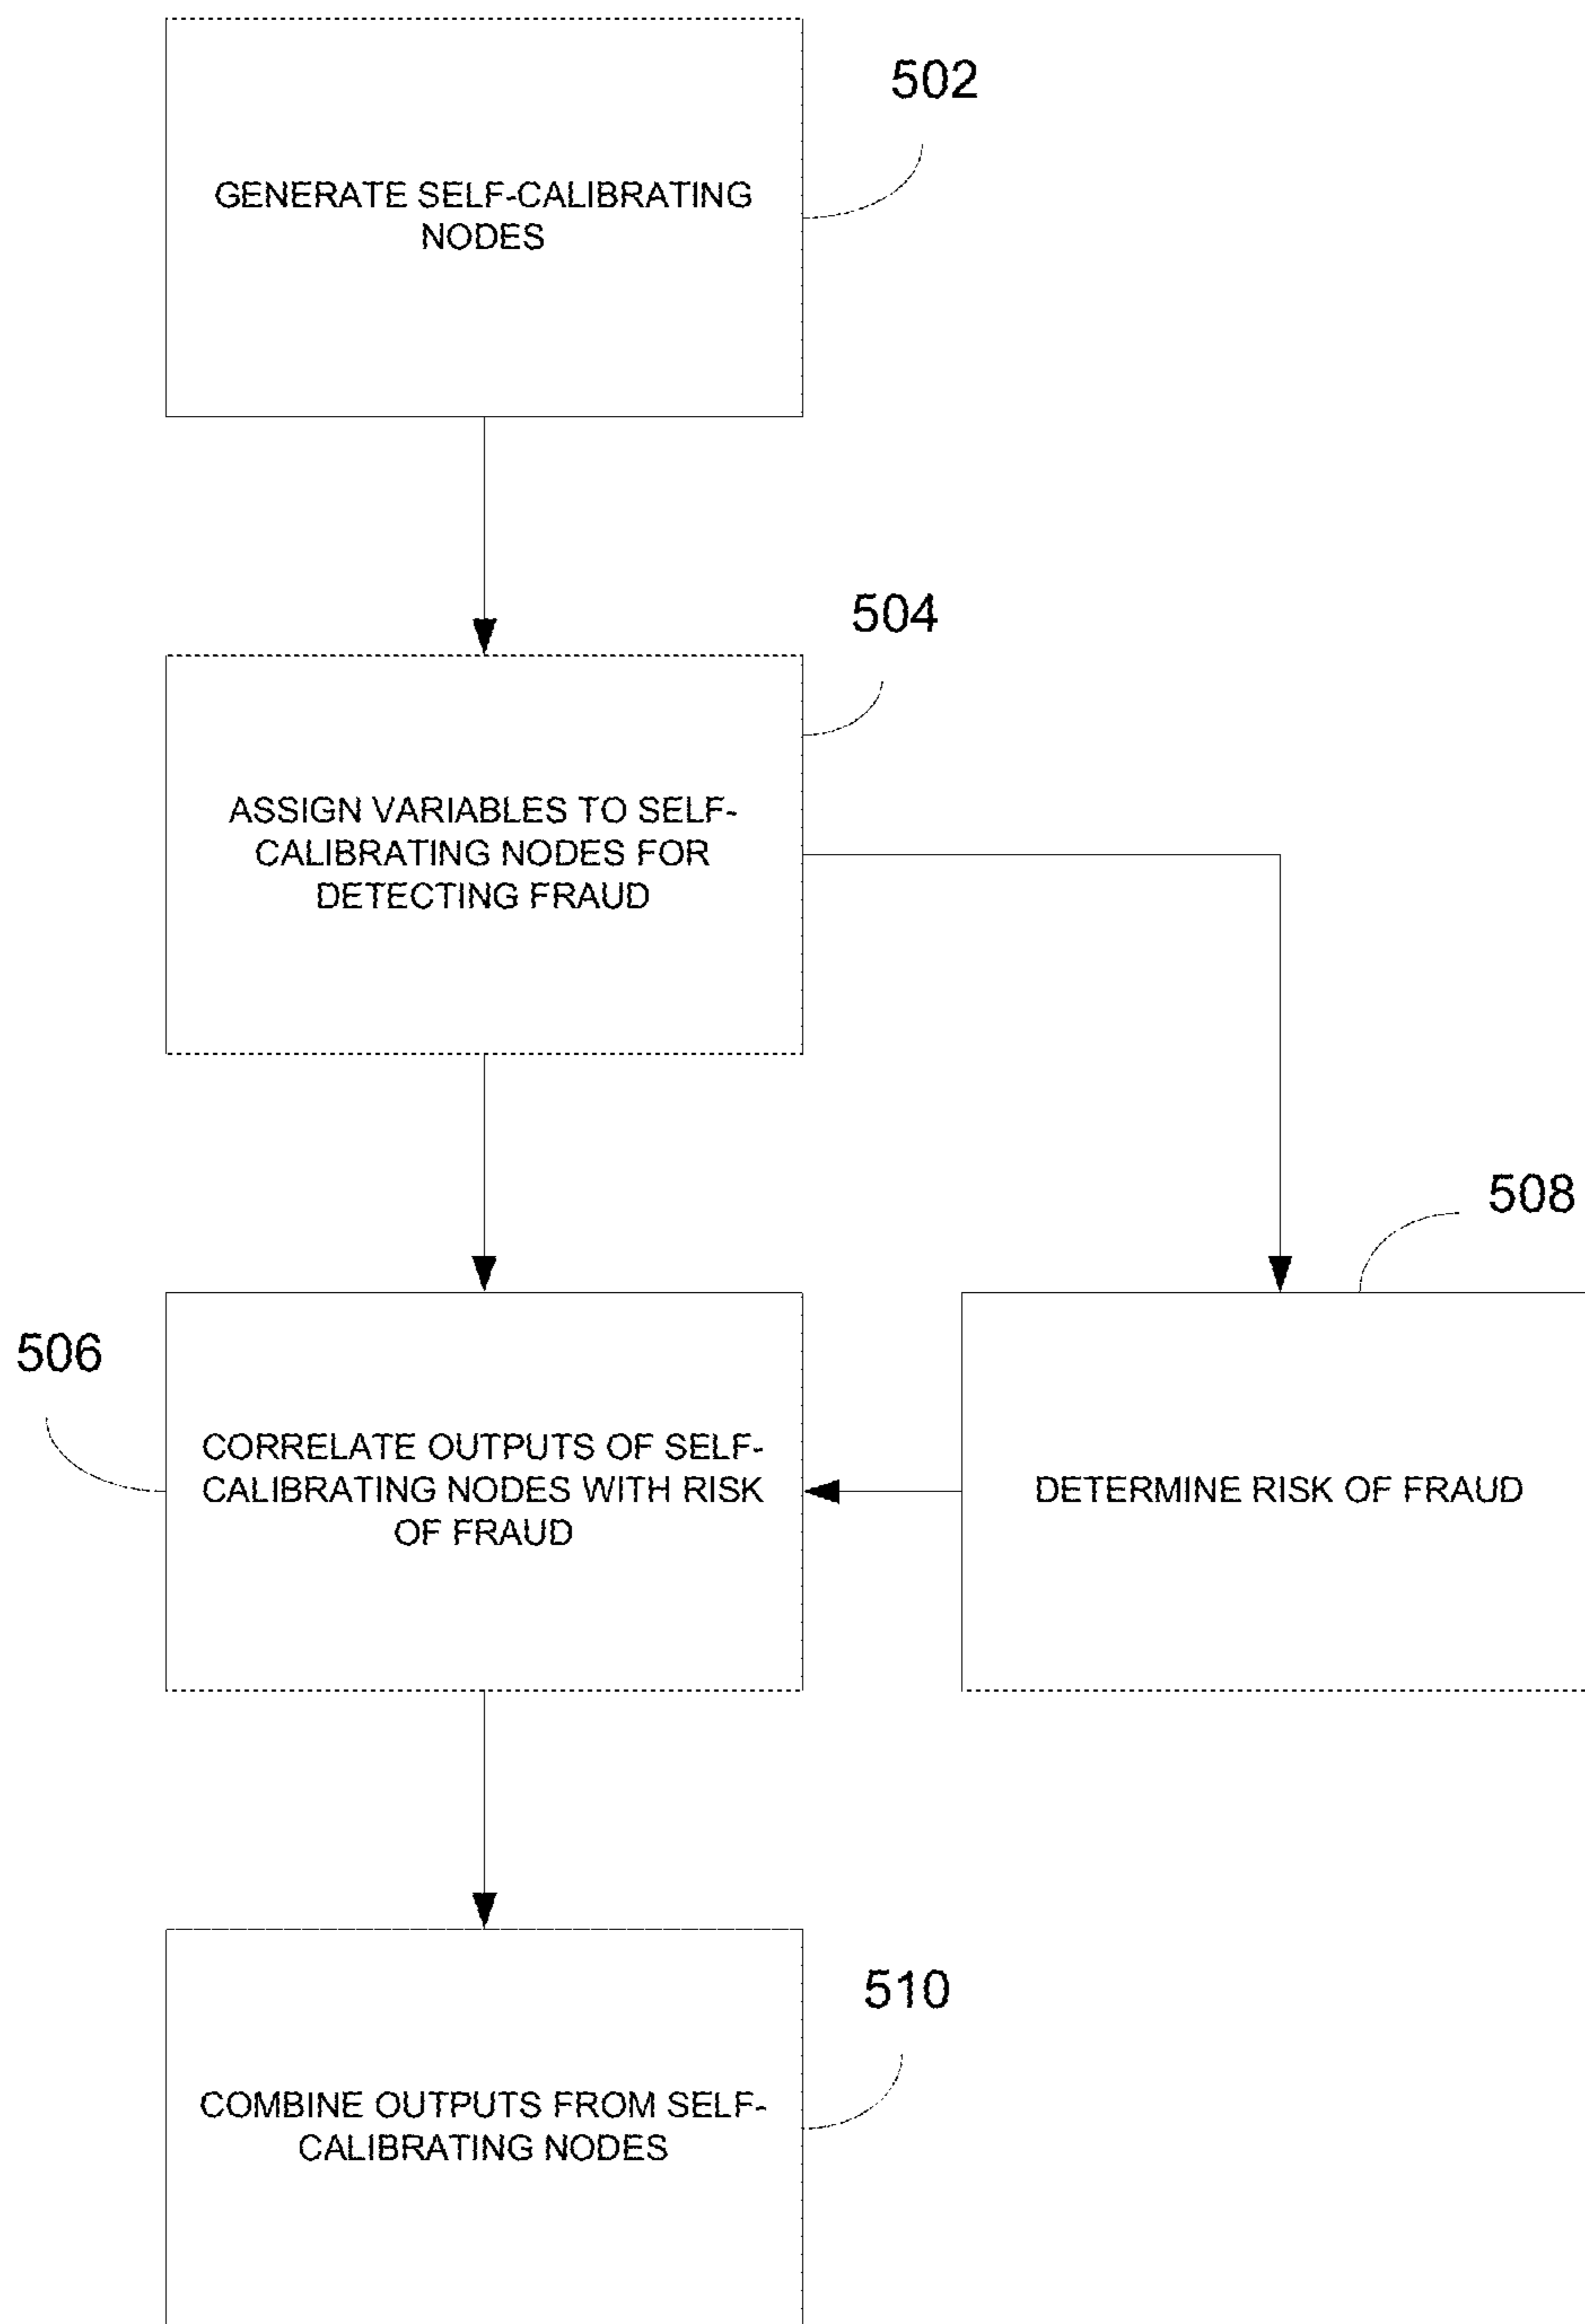 502
GENERATE SELF-CALIBRATING
NODES
504
ASSIGN VARIABLES TO SELF-
CALIBRATING NODES FOR
DETECTING FRAUD
508
506
CORRELATE OUTPUTS OF SELF-
CALIBRATING NODES WITH RISK
OF FRAUD
DETERMINE RISK OF FRAUD
510
COMBINE OUTPUTS FROM SELF-
CALIBRATING NODES